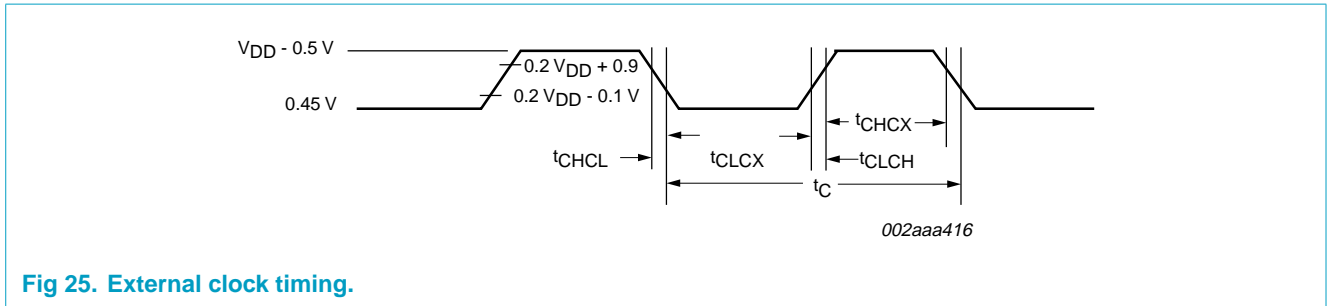 VDD - 0.5 V
0.2 VDD + 0.9
0.2 VDD - 0.1 V
0.45 V
tCHCX
tCHCL
tCLCX
tCLCH
tC
002aaa416
Fig 25. External clock timing.